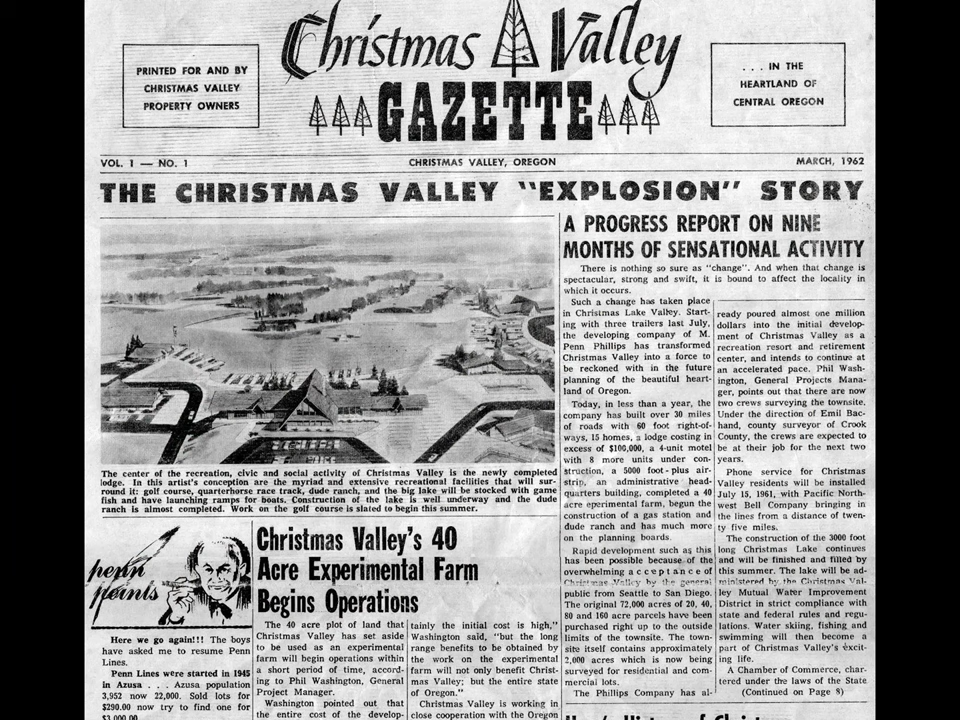 Christmas Valley
GAZETTE
PRINTED FOR AND BY
CHRISTMAS VALLEY
PROPERTY OWNERS
. . . IN THE
HEARTLAND OF
CENTRAL OREGON
VOL. 1 — NO. 1
CHRISTMAS VALLEY, OREGON
MARCH, 1962
THE CHRISTMAS VALLEY "EXPLOSION" STORY
The center of the recreation, civic and social activity of Christmas Valley is the newly completed
lodge. In this artist's conception are the myriad and extensive recreational facilities that will sur-
round it: golf course, quarterhorse race track, dude ranch, and the big lake will be stocked with game
fish and have launching ramps for boats. Construction of the lake is well underway and the dude
ranch is almost completed. Work on the golf course is slated to begin this summer.
A PROGRESS REPORT ON NINE
MONTHS OF SENSATIONAL ACTIVITY
There is nothing so sure as "change". And when that change is
spectacular, strong and swift, it is bound to affect the locality in
which it occurs.
Such a change has taken place
in Christmas Lake Valley. Start-
ing with three trailers last July,
the developing company of M.
Penn Phillips has transformed
Christmas Valley into a force to
be reckoned with in the future
planning of the beautiful heart-
land of Oregon.
Today, in less than a year, the
company has built over 30 miles
of roads with 60 foot right-of-
ways, 15 homes, a lodge costing in
excess of $100,000, a 4-unit motel
with 8 more units under con-
struction, a 5000 foot-plus air-
strip, an administrative head-
quarters building, completed a 40
acre eperimental farm, begun the
construction of a gas station and
dude ranch and has much more
on the planning boards.
Rapid development such as this
has been possible because of the
overwhelming acceptance of
Christmas Valley by the general
public from Seattle to San Diego.
The original 72,000 acres of 20, 40,
80 and 160 acre parcels have been
purchased right up to the outside
limits of the townsite. The town-
site itself contains approximately
2,000 acres which is now being
surveyed for residential and com-
mercial lots.
The Phillips Company has al-
ready poured almost one million
dollars into the initial develop-
ment of Christmas Valley as a
recreation resort and retirement
center, and intends to continue at
an accelerated pace. Phil Wash-
ington, General Projects Mana-
ger, points out that there are now
two crews surveying the townsite.
Under the direction of Emil Bac-
hand, county surveyor of Crook
County, the crews are expected to
be at their job for the next two
years.
Phone service for Christmas
Valley residents will be installed
July 15, 1961, with Pacific North-
west Bell Company bringing in
the lines from a distance of twen-
ty five miles.
The construction of the 3000 foot
long Christmas Lake continues
and will be finished and filled by
this summer. The lake will be ad-
ministered by the Christmas Val-
ley Mutual Water Improvement
District in strict compliance with
state and federal rules and regu-
lations. Water skiing, fishing and
swimming will then become a
part of Christmas Valley's excit-
ing life.
A Chamber of Commerce, char-
tered under the laws of the State
(Continued on Page 8)
penn
points
Here we go again!!! The boys
have asked me to resume Penn
Lines.
Penn Lines were started in 1945
in Azusa . . . Azusa population
3,952 now 22,000. Sold lots for
$290.00 now try to find one for
$3,000.00
Christmas Valley's 40
Acre Experimental Farm
Begins Operations
The 40 acre plot of land that
Christmas Valley has set aside
to be used as an experimental
farm will begin operations within
a short period of time, accord-
ing to Phil Washington, General
Project Manager.
Washington pointed out that
the entire cost of the develop-
tainly the initial cost is high,"
Washington said, "but the long
range benefits to be obtained by
the work on the experimental
farm will not only benefit Christ-
mas Valley; but the entire state
of Oregon."
Christmas Valley is working in
close cooperation with the Oregon